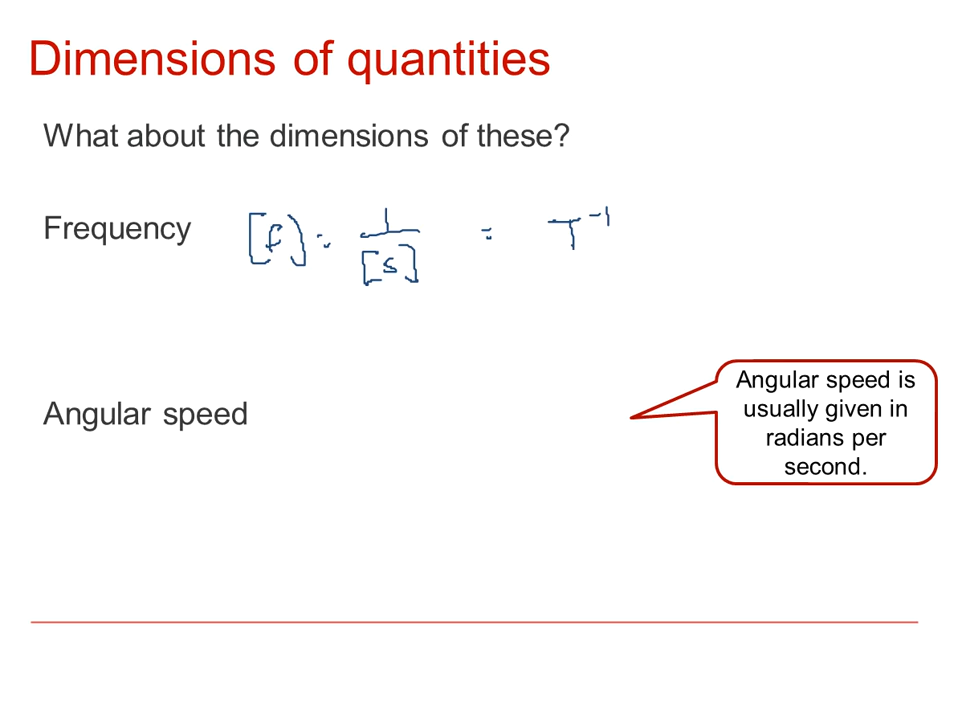 Dimensions of quantities
What about the dimensions of these?
Frequency [f] = 1/[s] = T⁻¹
Angular speed
Angular speed is
usually given in
radians per
second.